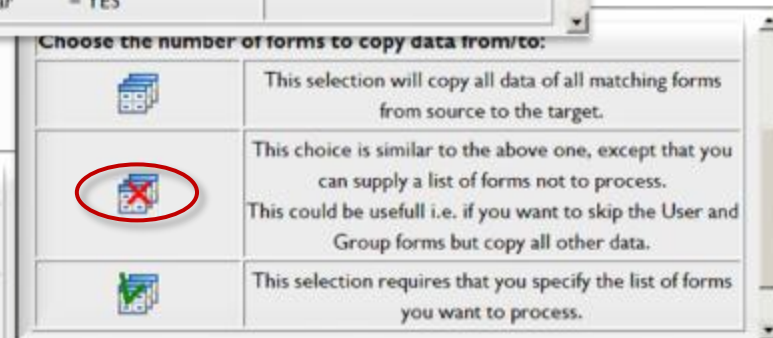 = YES
Choose the number of forms to copy data from/to:
This selection will copy all data of all matching forms
from source to the target.
This choice is similar to the above one, except that you
can supply a list of forms not to process.
This could be usefull i.e. if you want to skip the User and
Group forms but copy all other data.
This selection requires that you specify the list of forms
you want to process.